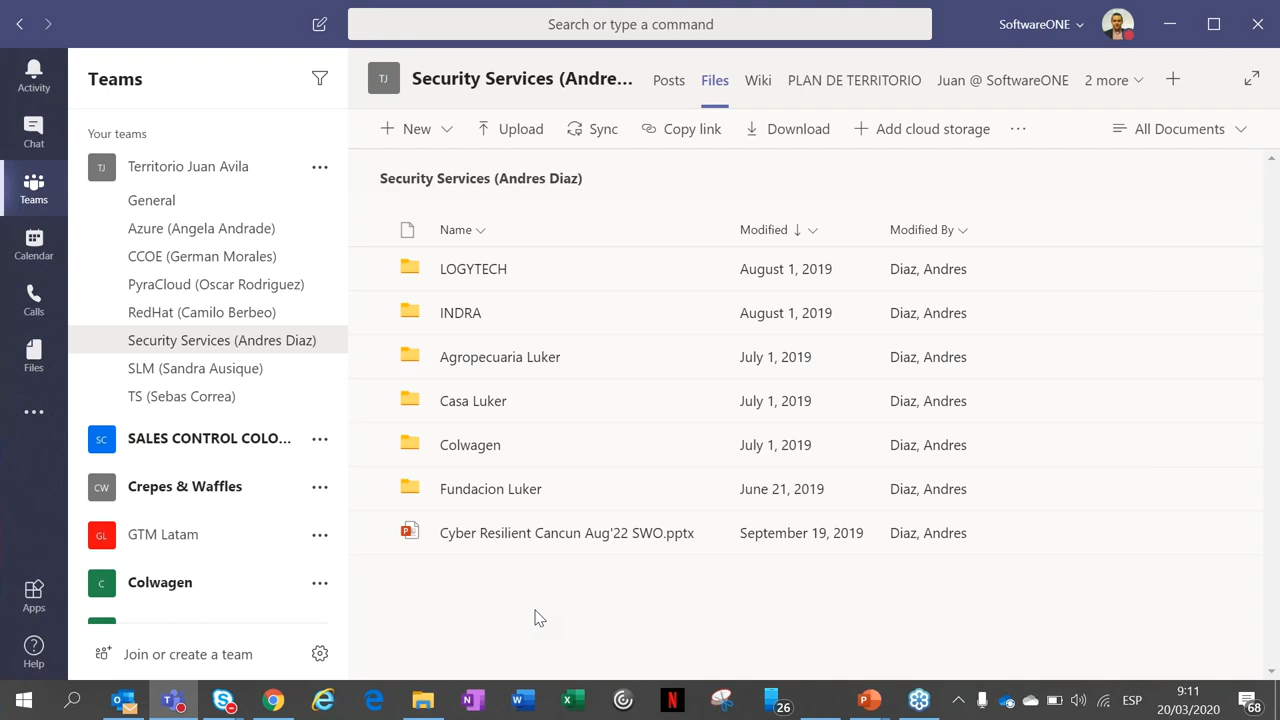 Search or type a command
SoftwareONE
Activity
Chat
Teams
Calendar
Calls
Files
Apps
Help
Teams
Your teams
TJ Territorio Juan Avila
General
Azure (Angela Andrade)
CCOE (German Morales)
PyraCloud (Oscar Rodriguez)
RedHat (Camilo Berbeo)
Security Services (Andres Diaz)
SLM (Sandra Ausique)
TS (Sebas Correa)
SC SALES CONTROL COLO...
CW Crepes & Waffles
GL GTM Latam
C Colwagen
Join or create a team
TJ Security Services (Andre... Posts Files Wiki PLAN DE TERRITORIO Juan @ SoftwareONE 2 more
New Upload Sync Copy link Download Add cloud storage ... All Documents
Security Services (Andres Diaz)
Name Modified Modified By
LOGYTECH August 1, 2019 Diaz, Andres
INDRA August 1, 2019 Diaz, Andres
Agropecuaria Luker July 1, 2019 Diaz, Andres
Casa Luker July 1, 2019 Diaz, Andres
Colwagen July 1, 2019 Diaz, Andres
Fundacion Luker June 21, 2019 Diaz, Andres
Cyber Resilient Cancun Aug'22 SWO.pptx September 19, 2019 Diaz, Andres
26
ESP
9:11
20/03/2020
68